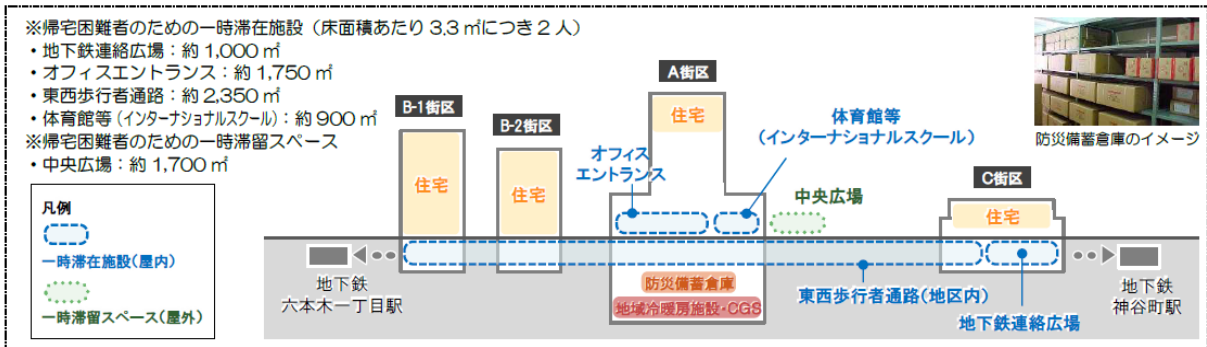 ※帰宅困難者のための一時滞在施設（床面積あたり 3.3 ㎡につき 2 人）
・地下鉄連絡広場：約 1,000 ㎡
・オフィスエントランス：約 1,750 ㎡
・東西歩行者通路：約 2,350 ㎡
・体育館等（インターナショナルスクール）：約 900 ㎡
※帰宅困難者のための一時滞留スペース
・中央広場：約 1,700 ㎡
凡例
一時滞在施設（屋内）
一時滞留スペース（屋外）
B-1街区
住宅
B-2街区
住宅
A街区
住宅
オフィス
エントランス
体育館等
（インターナショナルスクール）
中央広場
C街区
住宅
防災備蓄倉庫のイメージ
地下鉄
六本木一丁目駅
防災備蓄倉庫
地域冷暖房施設・CGS
東西歩行者通路（地区内）
地下鉄連絡広場
地下鉄
神谷町駅